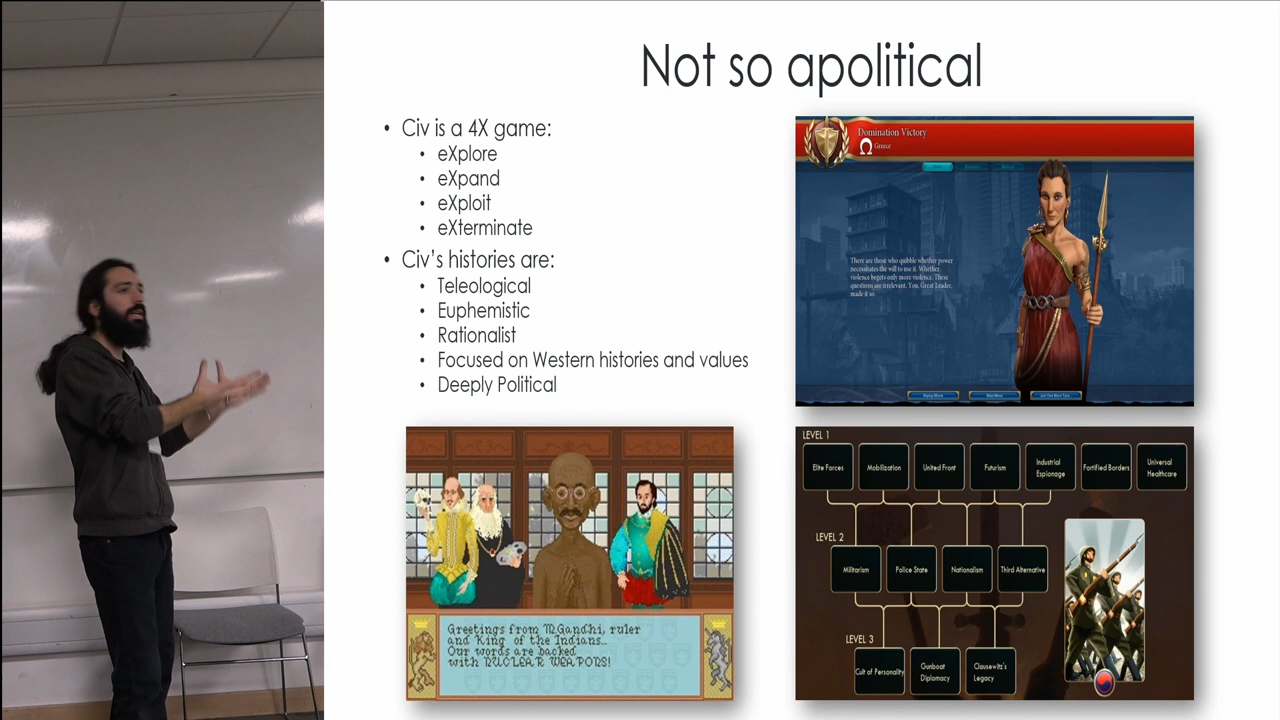 Not so apolitical
• Civ is a 4X game:
• eXplore
• eXpand
• eXploit
• eXterminate
• Civ's histories are:
• Teleological
• Euphemistic
• Rationalist
• Focused on Western histories and values
• Deeply Political
Domination Victory
Greece
There are those who quibble whether power
necessitates the will to use it. Whether
violence begets only more violence. These
questions are irrelevant. You, Great Leader,
made it so.
Main Menu
Greetings from M.Gandhi, ruler
and King of the Indians...
Our words are backed
with NUCLEAR WEAPONS!
LEVEL 1
Elite Forces
Mobilization
United Front
Futurism
Industrial
Espionage
Fortified Borders
Universal
Healthcare
LEVEL 2
Militarism
Police State
Nationalism
Third Alternative
LEVEL 3
Cult of Personality
Gunboat
Diplomacy
Clausewitz's
Legacy